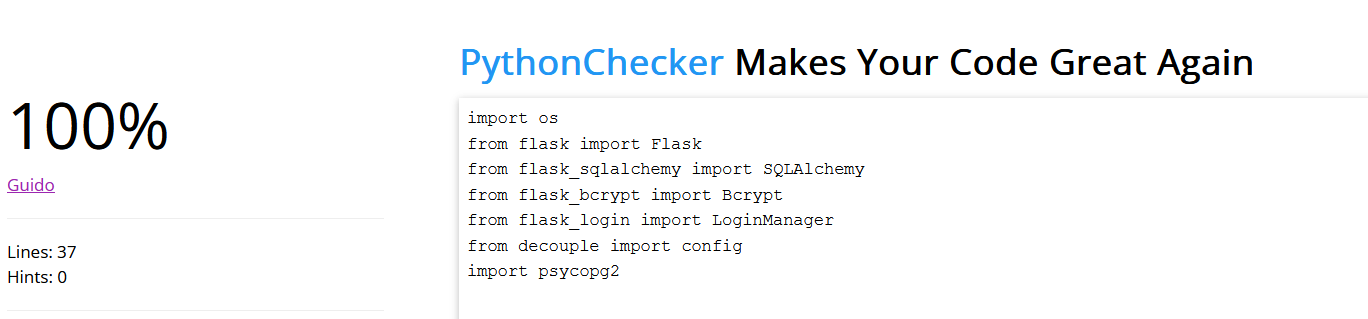 PythonChecker Makes Your Code Great Again
100%
Guido
Lines: 37
Hints: 0
import os
from flask import Flask
from flask_sqlalchemy import SQLAlchemy
from flask_bcrypt import Bcrypt
from flask_login import LoginManager
from decouple import config
import psycopg2